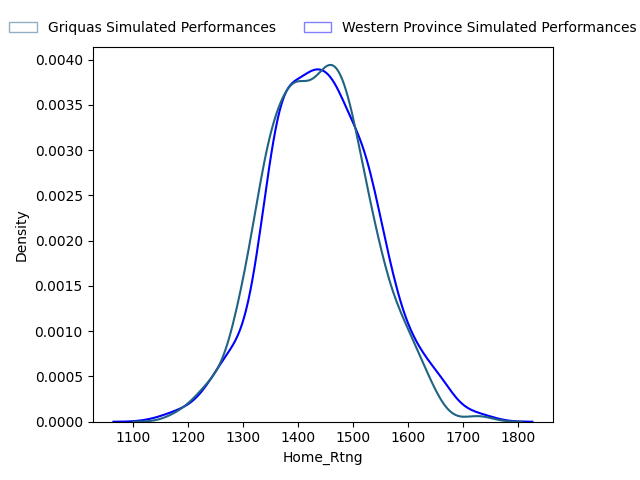 Griquas Simulated Performances Western Province Simulated Performances
0.0040
0.0035
0.0030
0.0025
0.0020
0.0015
0.0010
0.0005
0.0000
Density
1100 1200 1300 1400 1500 1600 1700 1800
Home_Rtng